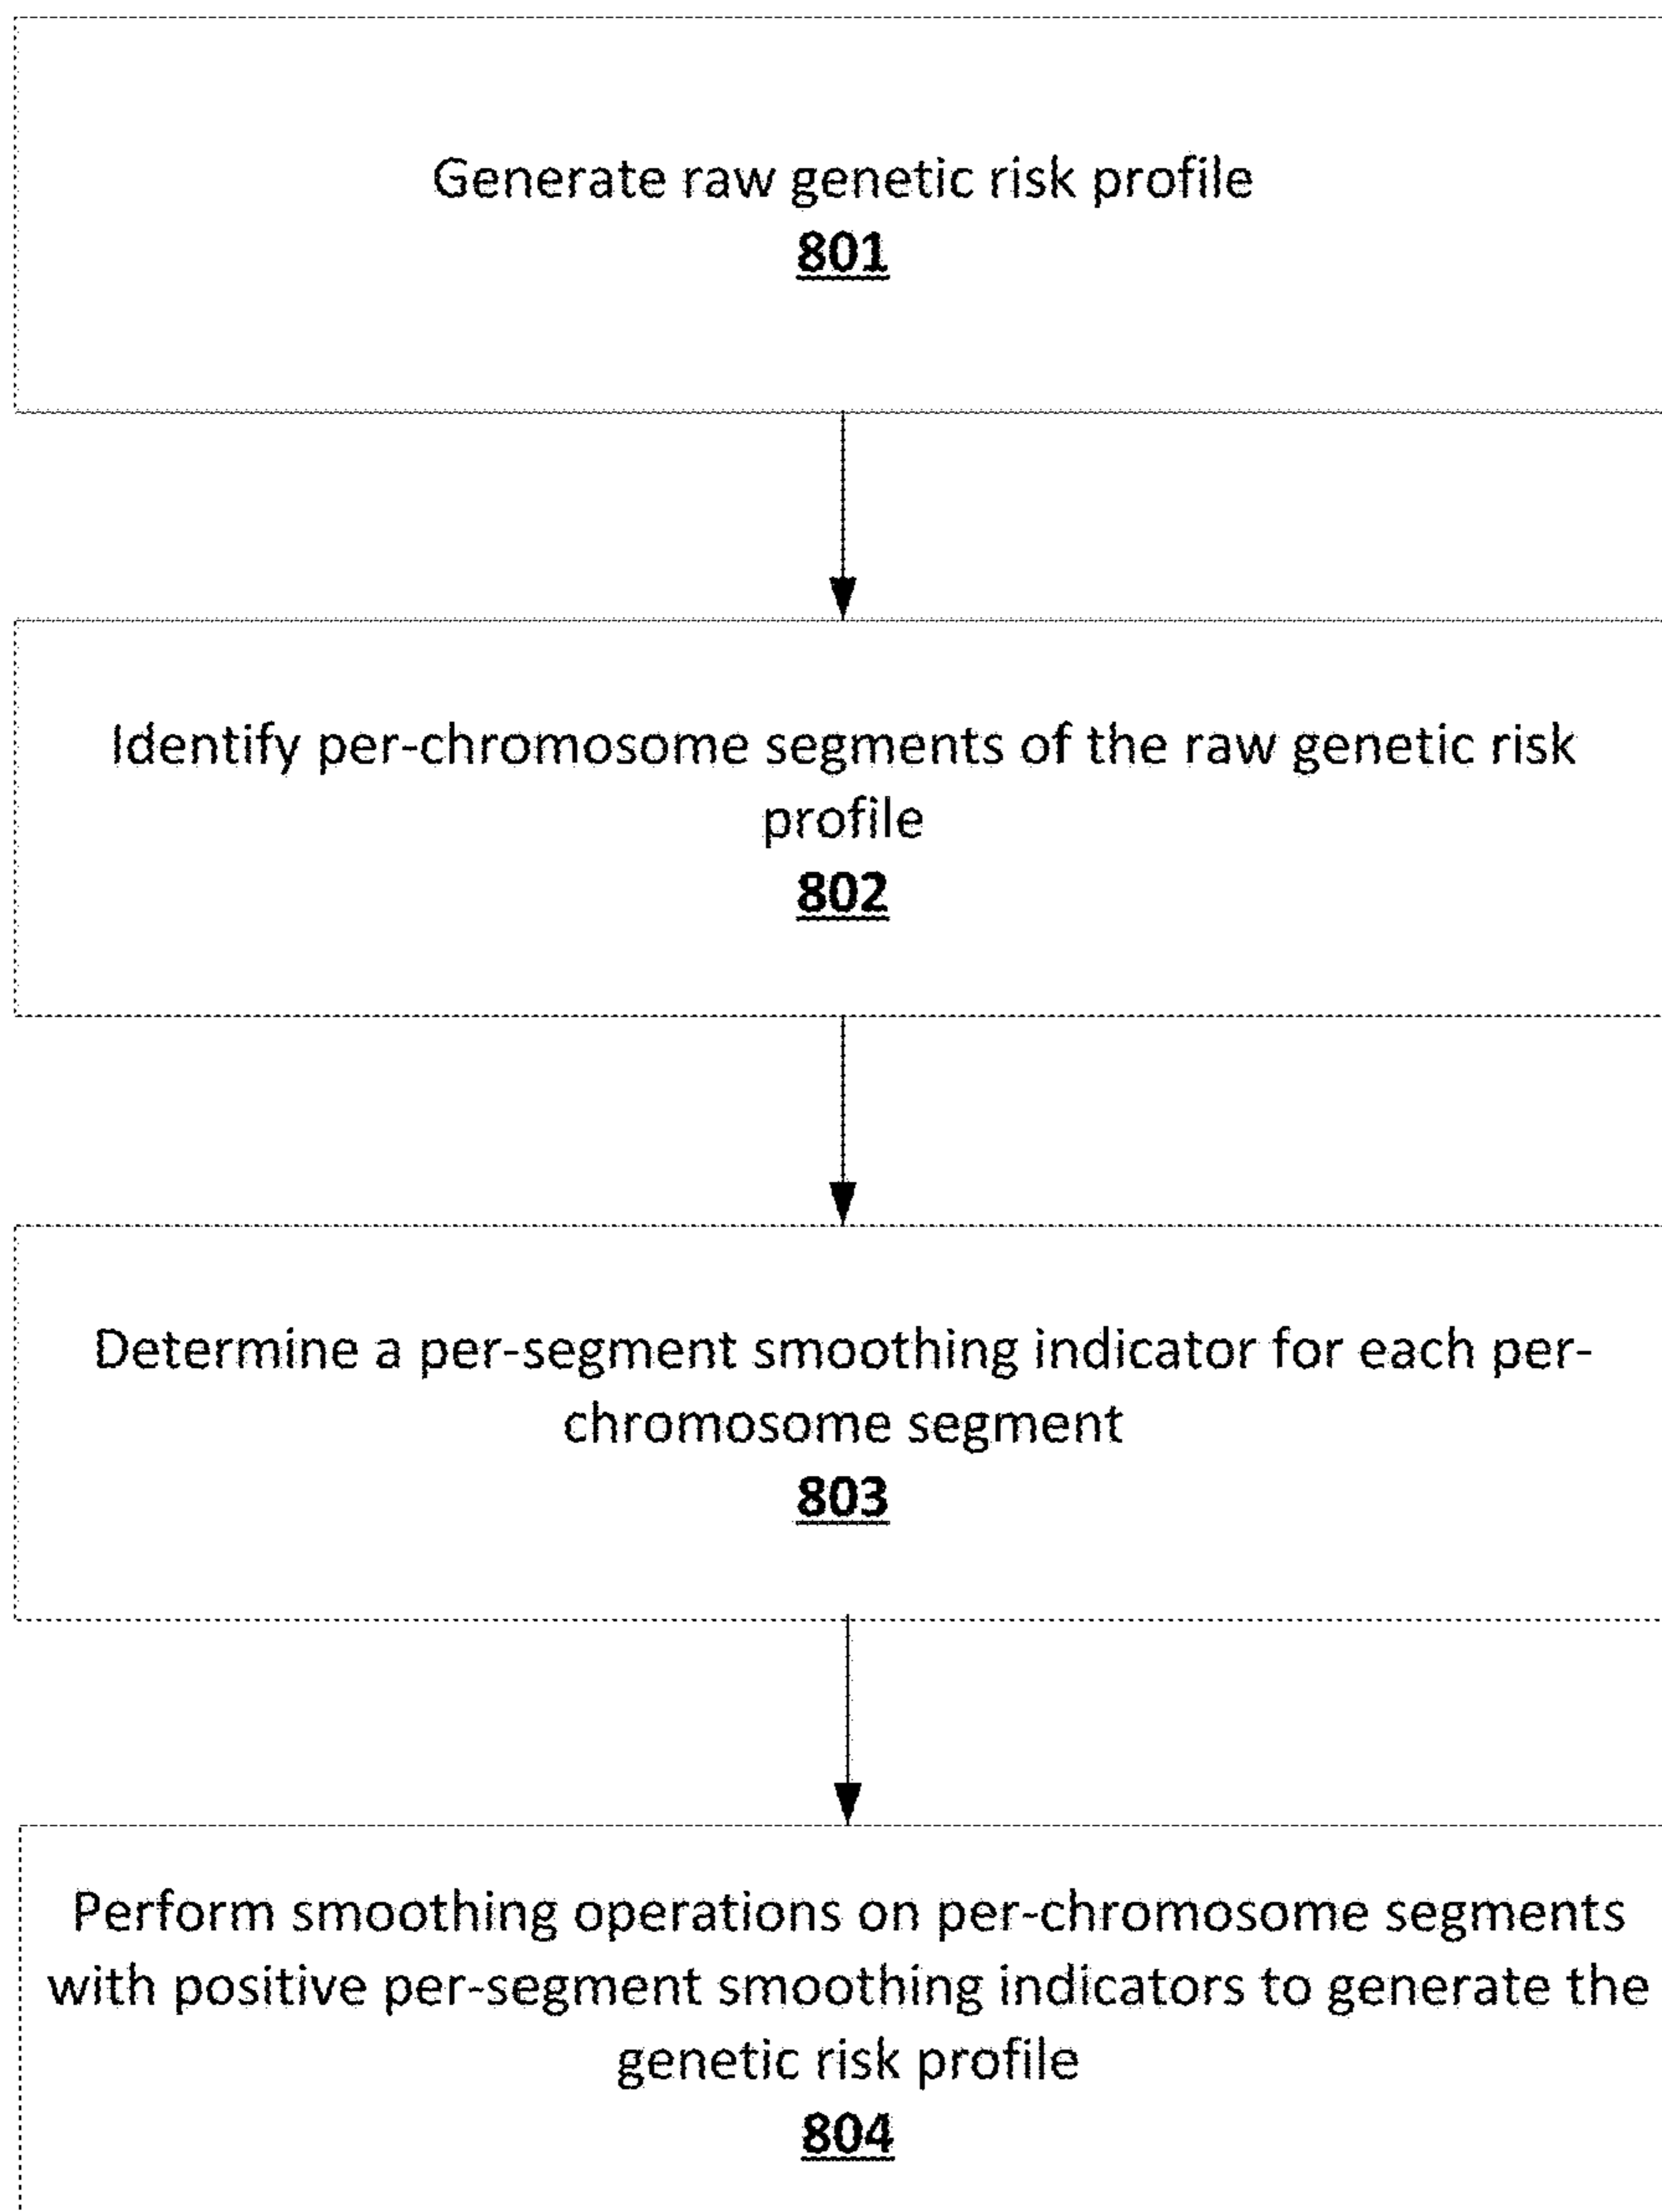 Generate raw genetic risk profile
801
Identify per-chromosome segments of the raw genetic risk
profile
802
Determine a per-segment smoothing indicator for each per-
chromosome segment
803
Perform smoothing operations on per-chromosome segments
with positive per-segment smoothing indicators to generate the
genetic risk profile
804